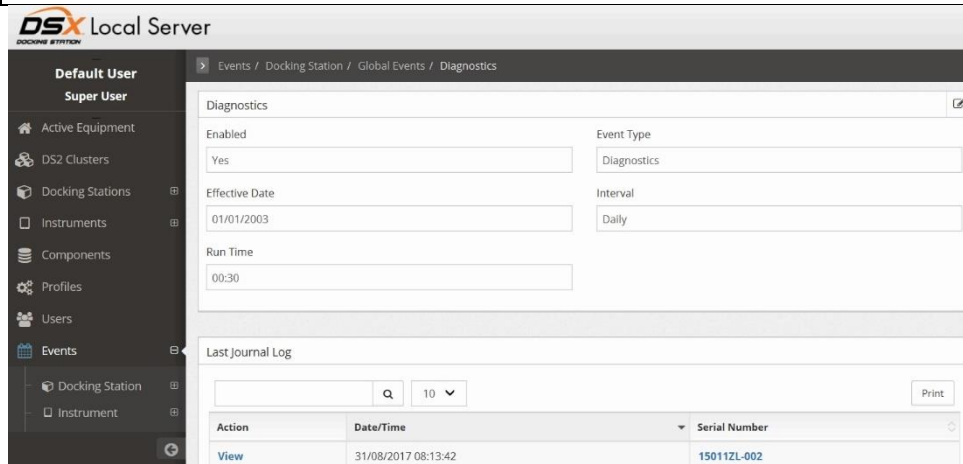 DSX Local Server
DOCKING STATION
Default User
Super User
Active Equipment
DS2 Clusters
Docking Stations
Instruments
Components
Profiles
Users
Events
Docking Station
Instrument
Events / Docking Station / Global Events / Diagnostics
Diagnostics
Enabled
Yes
Event Type
Diagnostics
Effective Date
01/01/2003
Interval
Daily
Run Time
00:30
Last Journal Log
10
Print
Action Date/Time Serial Number
View 31/08/2017 08:13:42 15011ZL-002